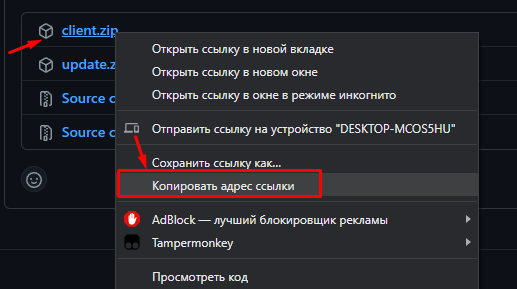 client.zip
Открыть ссылку в новой вкладке
update.z
Открыть ссылку в новом окне
Source c
Открыть ссылку в окне в режиме инкогнито
Source c
Отправить ссылку на устройство "DESKTOP-MCOS5HU"
Сохранить ссылку как...
Копировать адрес ссылки
AdBlock — лучший блокировщик рекламы
Tampermonkey
Просмотреть код